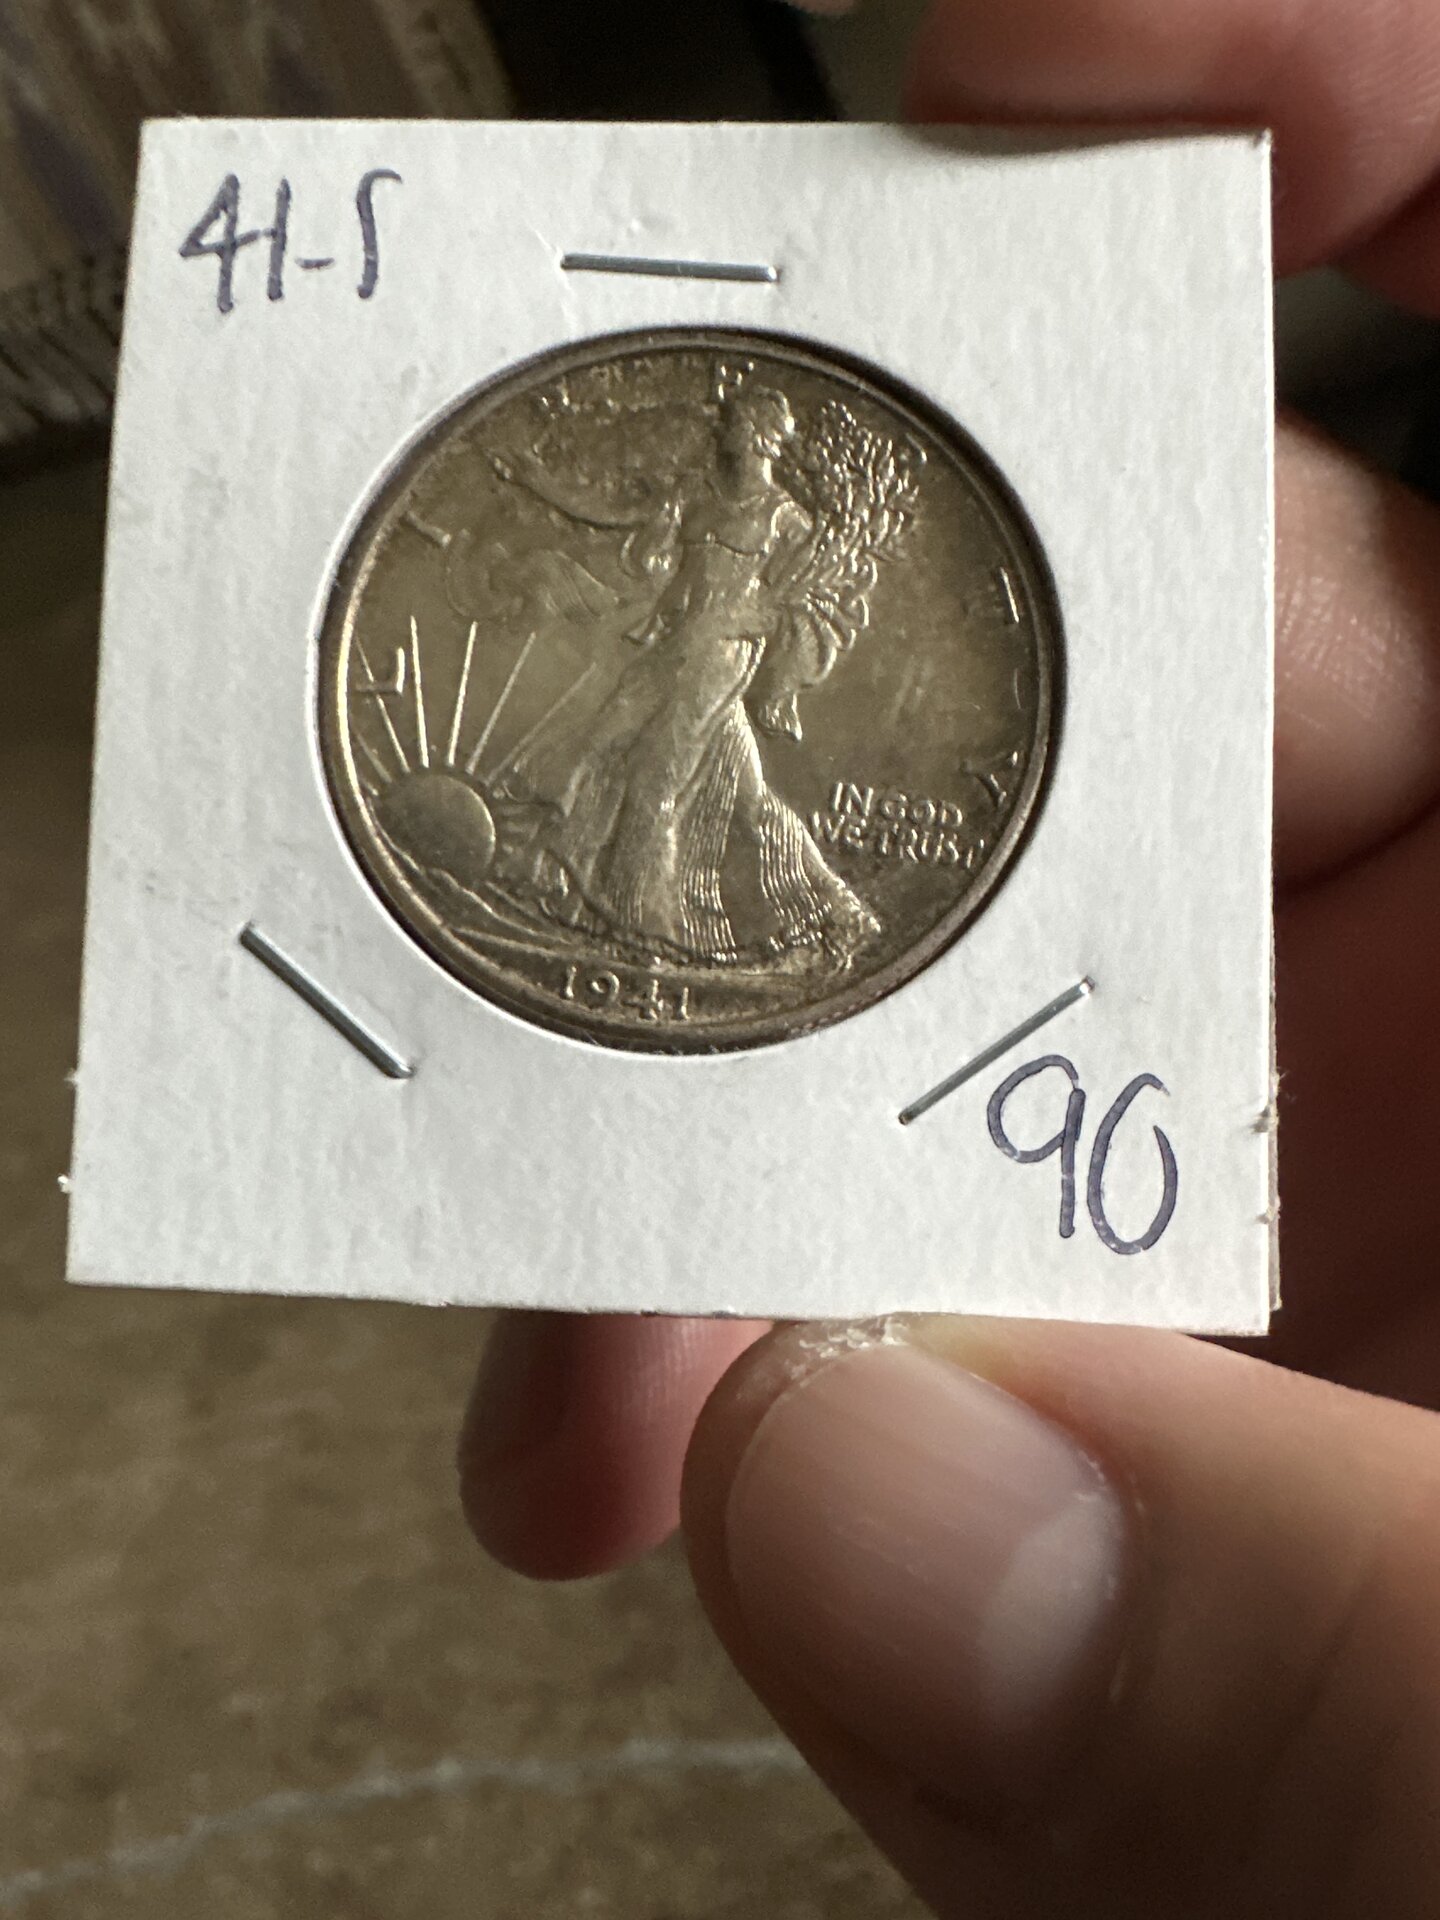 41-S
L I B E R T Y
IN GOD
WE TRUST
1941
90